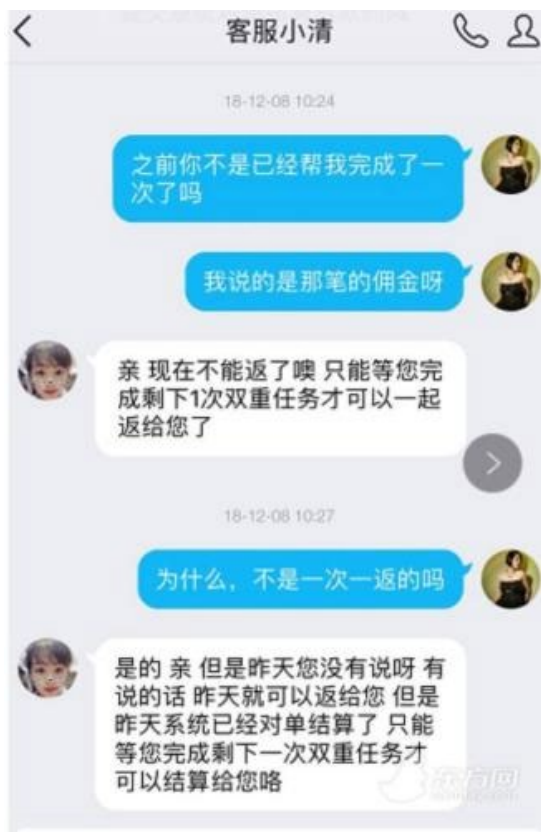 客服小清
18-12-08 10:24
之前你不是已经帮我完成了一
次了吗
我说的是那笔的佣金呀
亲 现在不能返了噢 只能等您完
成剩下1次双重任务才可以一起
返给您了
18-12-08 10:27
为什么，不是一次一返的吗
是的 亲 但是昨天您没有说呀 有
说的话 昨天就可以返给您 但是
昨天系统已经对单结算了 只能
等您完成剩下一次双重任务才
可以结算给您咯
东方网